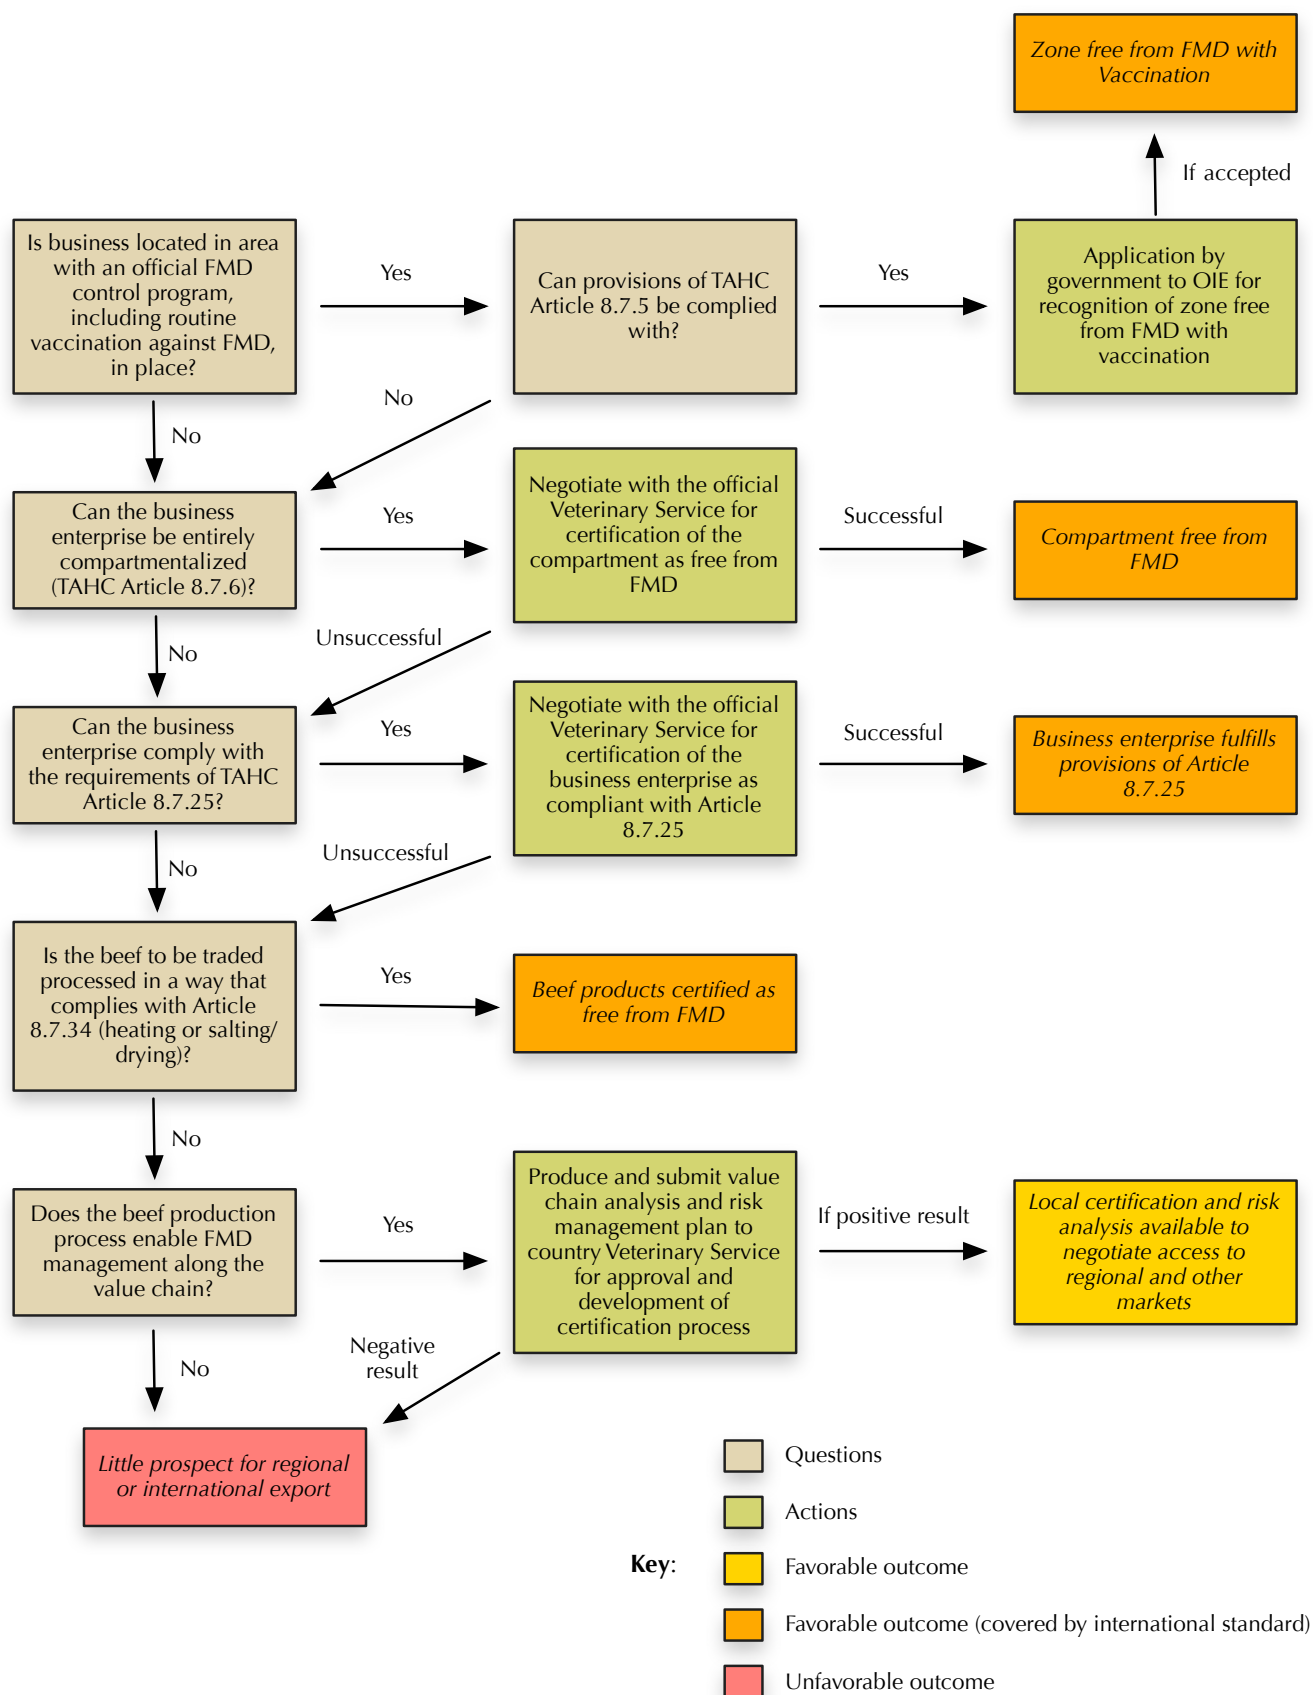 Zone free from FMD with
Vaccination
If accepted
Is business located in area
with an official FMD
control program,
including routine
vaccination against FMD,
in place?
Yes
Can provisions of TAHC
Article 8.7.5 be complied
with?
Yes
Application by
government to OIE for
recognition of zone free
from FMD with
vaccination
No
No
Can the business
enterprise be entirely
compartmentalized
(TAHC Article 8.7.6)?
Yes
Negotiate with the official
Veterinary Service for
certification of the
compartment as free from
FMD
Successful
Compartment free from
FMD
No
Unsuccessful
Can the business
enterprise comply with
the requirements of TAHC
Article 8.7.25?
Yes
Negotiate with the official
Veterinary Service for
certification of the
business enterprise as
compliant with Article
8.7.25
Successful
Business enterprise fulfills
provisions of Article
8.7.25
No
Unsuccessful
Is the beef to be traded
processed in a way that
complies with Article
8.7.34 (heating or salting/
drying)?
Yes
Beef products certified as
free from FMD
No
Does the beef production
process enable FMD
management along the
value chain?
Yes
Produce and submit value
chain analysis and risk
management plan to
country Veterinary Service
for approval and
development of
certification process
If positive result
Local certification and risk
analysis available to
negotiate access to
regional and other
markets
No
Negative
result
Little prospect for regional
or international export
Key:
Questions
Actions
Favorable outcome
Favorable outcome (covered by international standard)
Unfavorable outcome